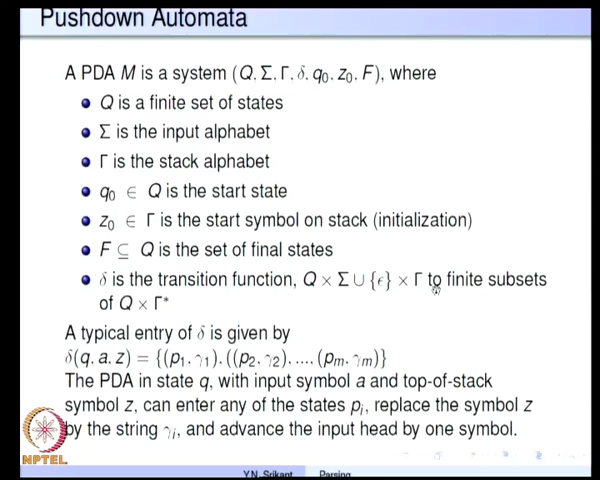 Pushdown Automata
A PDA M is a system (Q, Σ, Γ, δ, q₀, z₀, F), where
Q is a finite set of states
Σ is the input alphabet
Γ is the stack alphabet
q₀ ∈ Q is the start state
z₀ ∈ Γ is the start symbol on stack (initialization)
F ⊆ Q is the set of final states
δ is the transition function, Q × Σ ∪ {ϵ} × Γ to finite subsets
of Q × Γ*
A typical entry of δ is given by
δ(q, a, z) = {(p₁, γ₁), ((p₂, γ₂), ..., (pₘ, γₘ)}
The PDA in state q, with input symbol a and top-of-stack
symbol z, can enter any of the states pᵢ, replace the symbol z
by the string γᵢ, and advance the input head by one symbol.
NPTEL
Y.N. Srikant Parsing